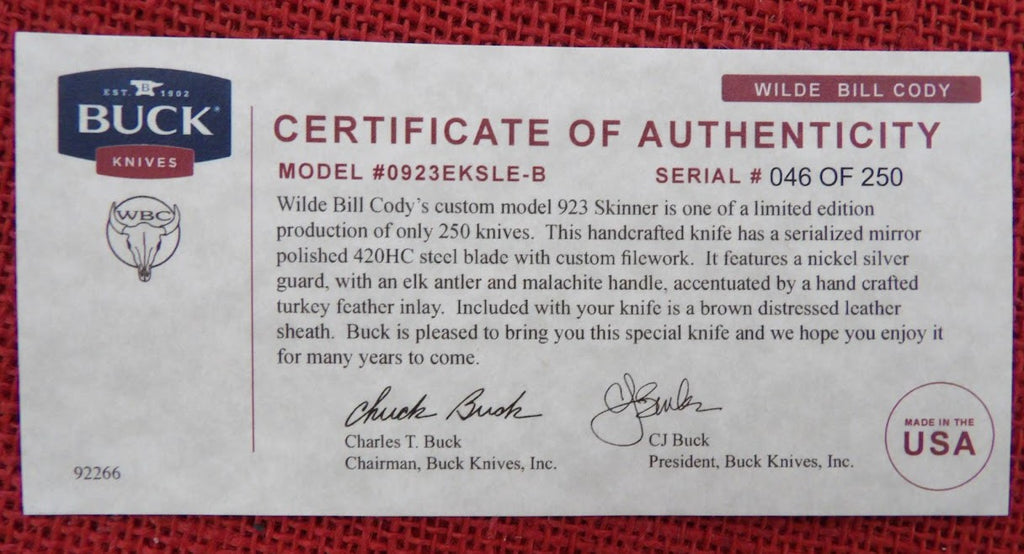 EST. B 1902
BUCK®
KNIVES
WBC
WILDE BILL CODY
CERTIFICATE OF AUTHENTICITY
MODEL #0923EKSLE-B
SERIAL # 046 OF 250
Wilde Bill Cody's custom model 923 Skinner is one of a limited edition
production of only 250 knives. This handcrafted knife has a serialized mirror
polished 420HC steel blade with custom filework. It features a nickel silver
guard, with an elk antler and malachite handle, accentuated by a hand crafted
turkey feather inlay. Included with your knife is a brown distressed leather
sheath. Buck is pleased to bring you this special knife and we hope you enjoy it
for many years to come.
Chuck Buck
CJ Buck
Charles T. Buck
Chairman, Buck Knives, Inc.
CJ Buck
President, Buck Knives, Inc.
MADE IN THE
USA
92266